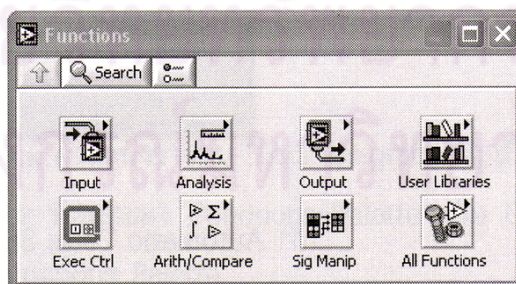 Functions
Search
Input Analysis Output User Libraries
Exec Ctrl Arith/Compare Sig Manip All Functions